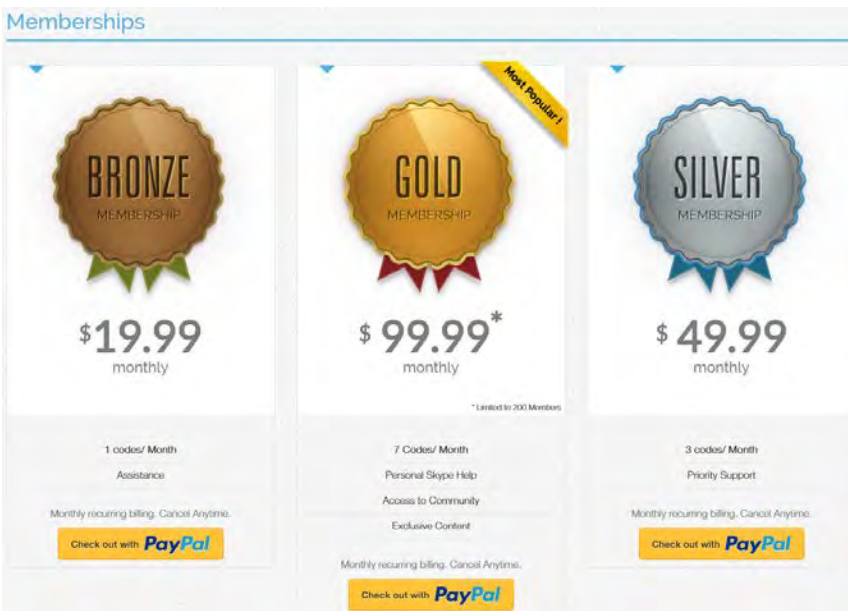 Memberships
BRONZE
MEMBERSHIP
$19.99
monthly
1 codes/ Month
Assistance
Monthly recurring billing. Cancel Anytime.
Check out with PayPal
Most Popular !
GOLD
MEMBERSHIP
$ 99.99*
monthly
* Limited to 200 Members
7 Codes/ Month
Personal Skype Help
Access to Community
Exclusive Content
Monthly recurring billing. Cancel Anytime.
Check out with PayPal
SILVER
MEMBERSHIP
$ 49.99
monthly
3 codes/ Month
Priority Support
Monthly recurring billing. Cancel Anytime.
Check out with PayPal